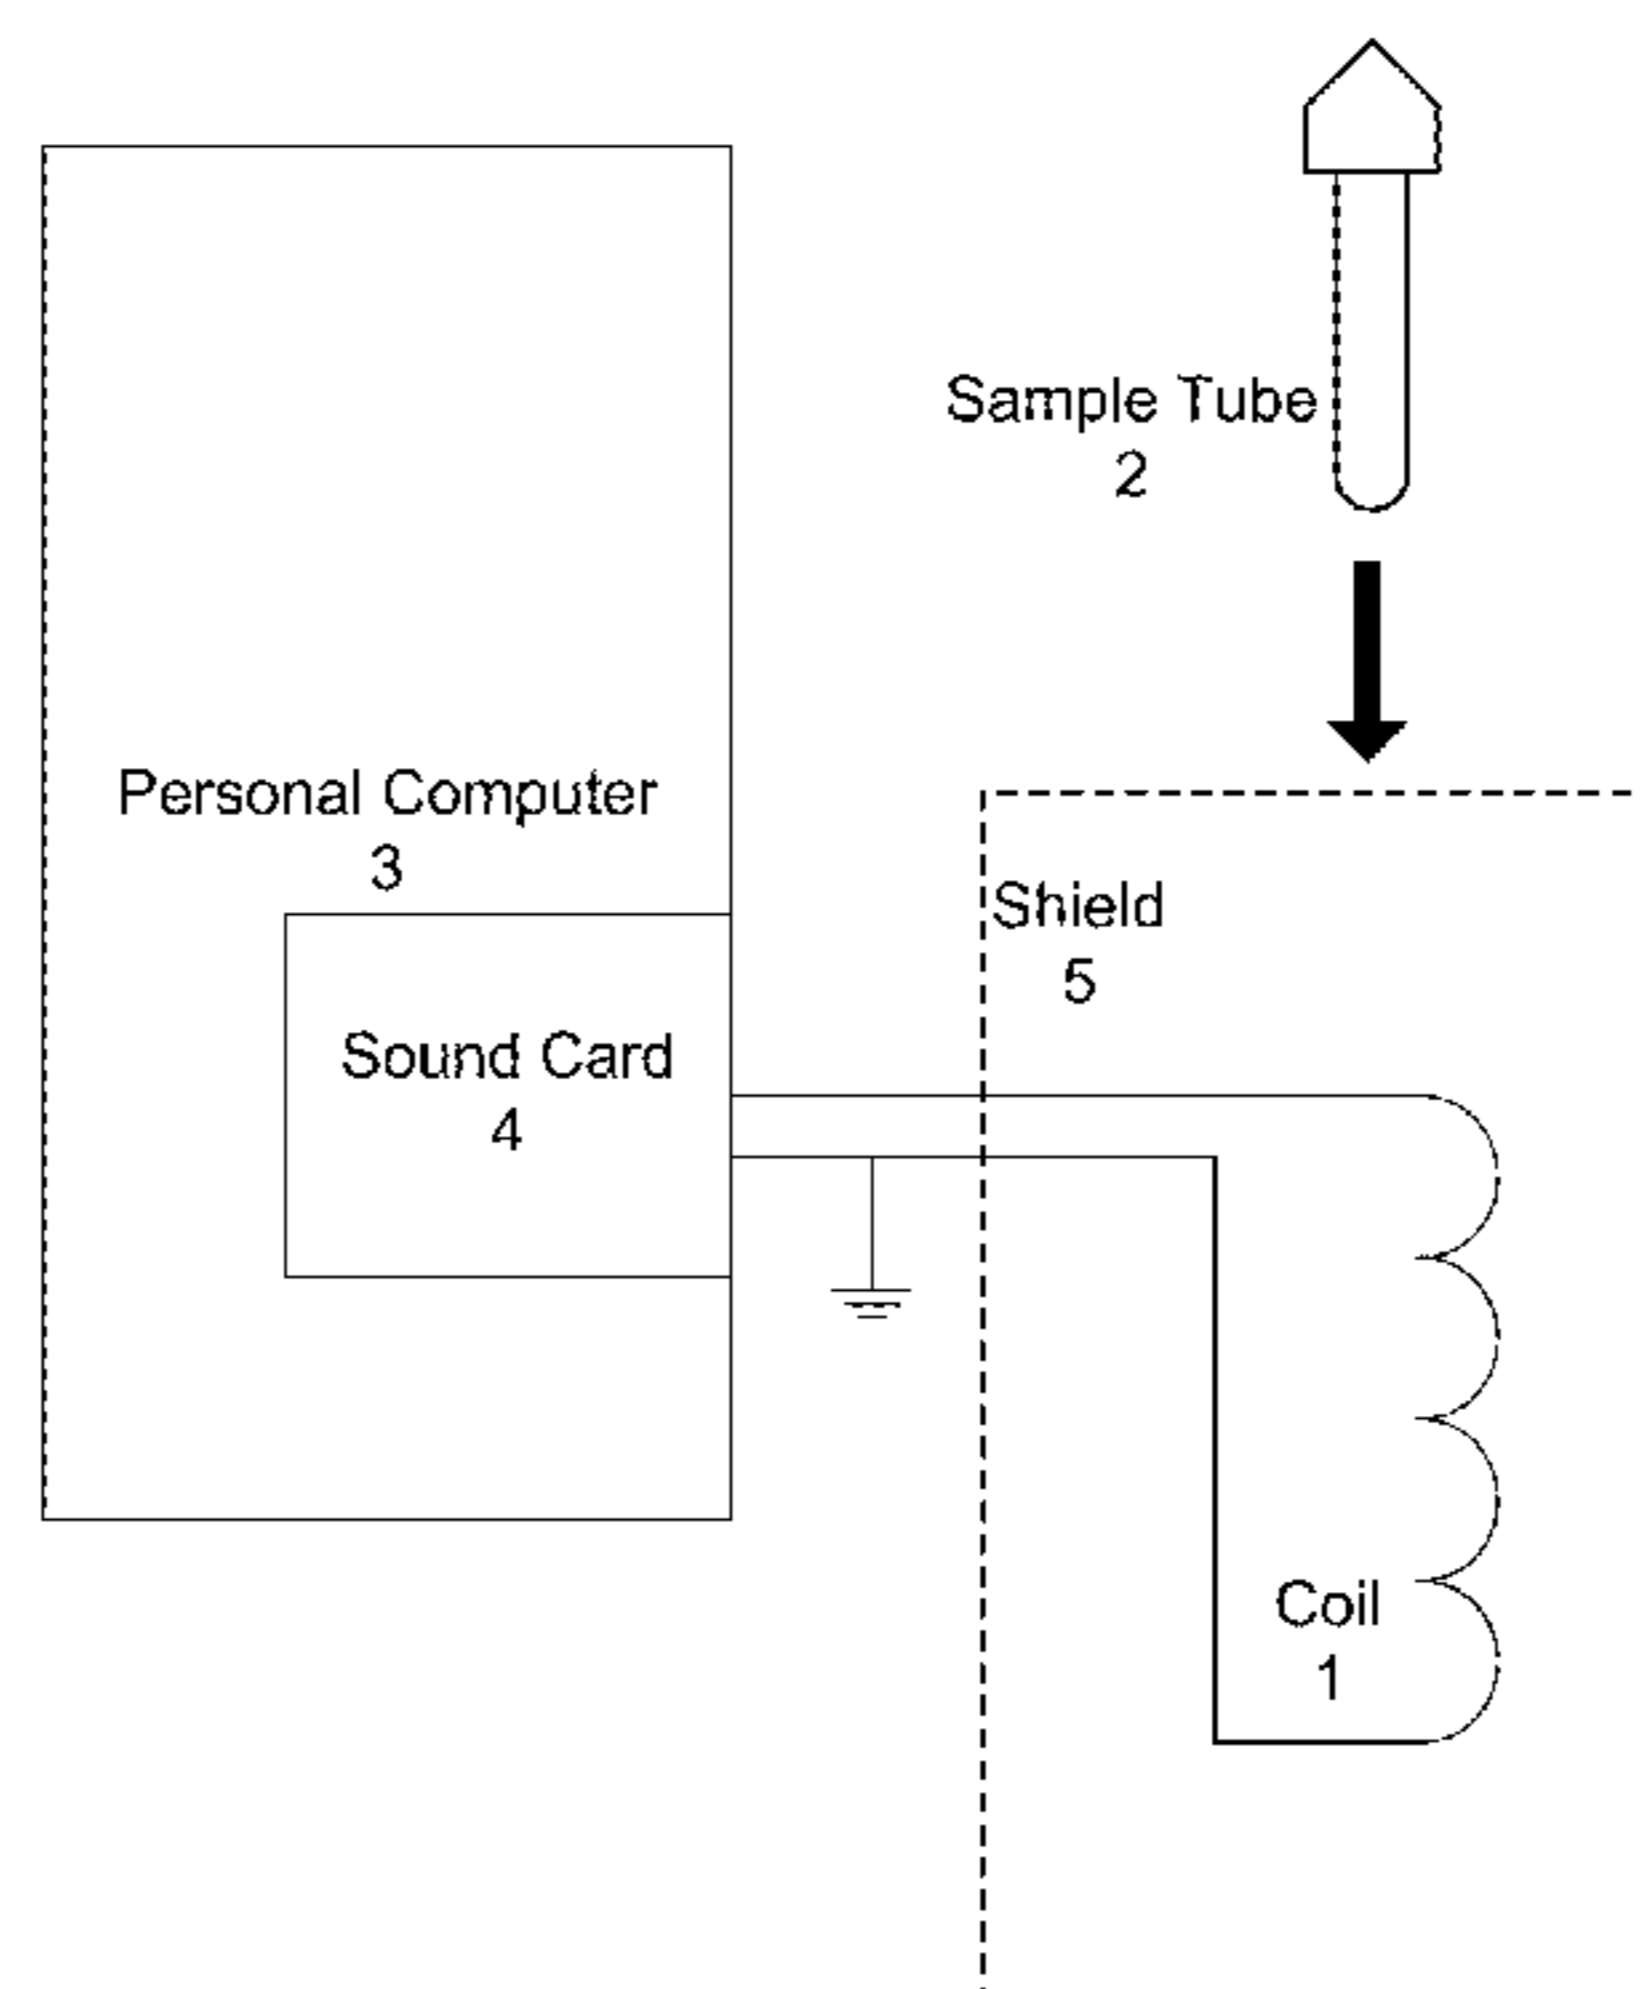 Sample Tube
2
Personal Computer
3
Shield
5
Sound Card
4
Coil
1